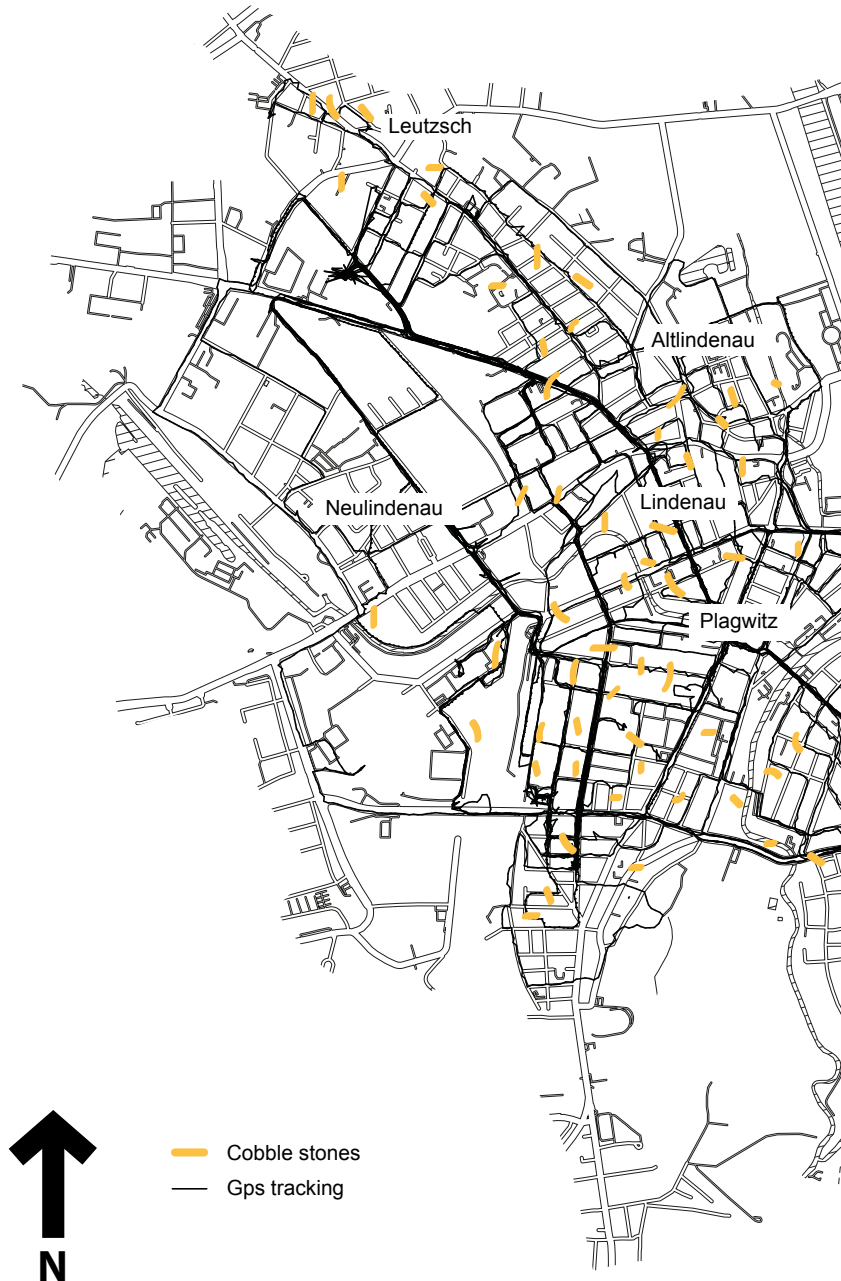 Leutzsch
Altlindenau
Neulindenau
Lindenau
Plagwitz
Cobble stones
Gps tracking
N